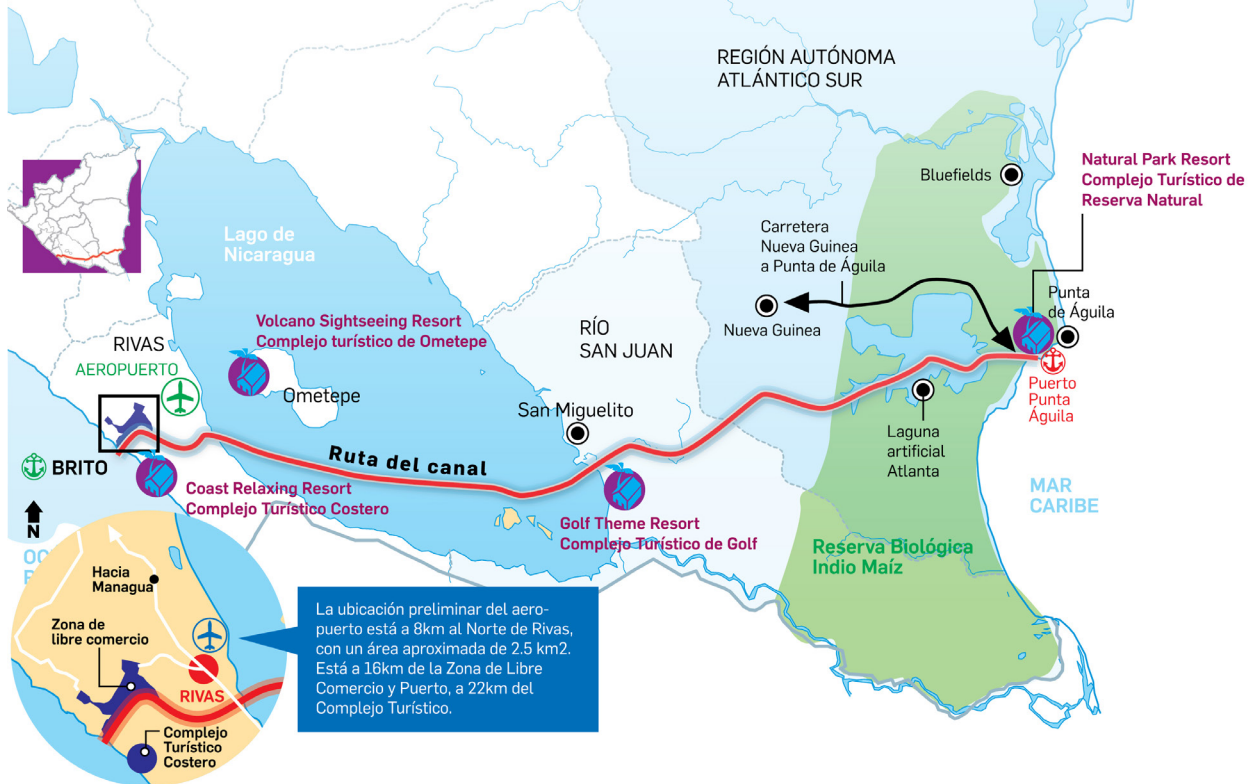 REGIÓN AUTÓNOMA
ATLÁNTICO SUR
Bluefields
Natural Park Resort
Complejo Turístico de
Reserva Natural
Lago de
Nicaragua
Carretera
Nueva Guinea
a Punta de Águila
Nueva Guinea
Punta
de Águila
Volcano Sightseeing Resort
Complejo turístico de Ometepe
RÍO
SAN JUAN
RIVAS
AEROPUERTO
Ometepe
San Miguelito
Puerto
Punta
Águila
Laguna
artificial
Atlanta
Ruta del canal
BRITO
Coast Relaxing Resort
Complejo Turístico Costero
Golf Theme Resort
Complejo Turístico de Golf
MAR
CARIBE
Reserva Biológica
Indio Maíz
N
Hacia
Managua
Zona de
libre comercio
RIVAS
Complejo
Turístico
Costero
La ubicación preliminar del aero-
puerto está a 8km al Norte de Rivas,
con un área aproximada de 2.5 km2.
Está a 16km de la Zona de Libre
Comercio y Puerto, a 22km del
Complejo Turístico.